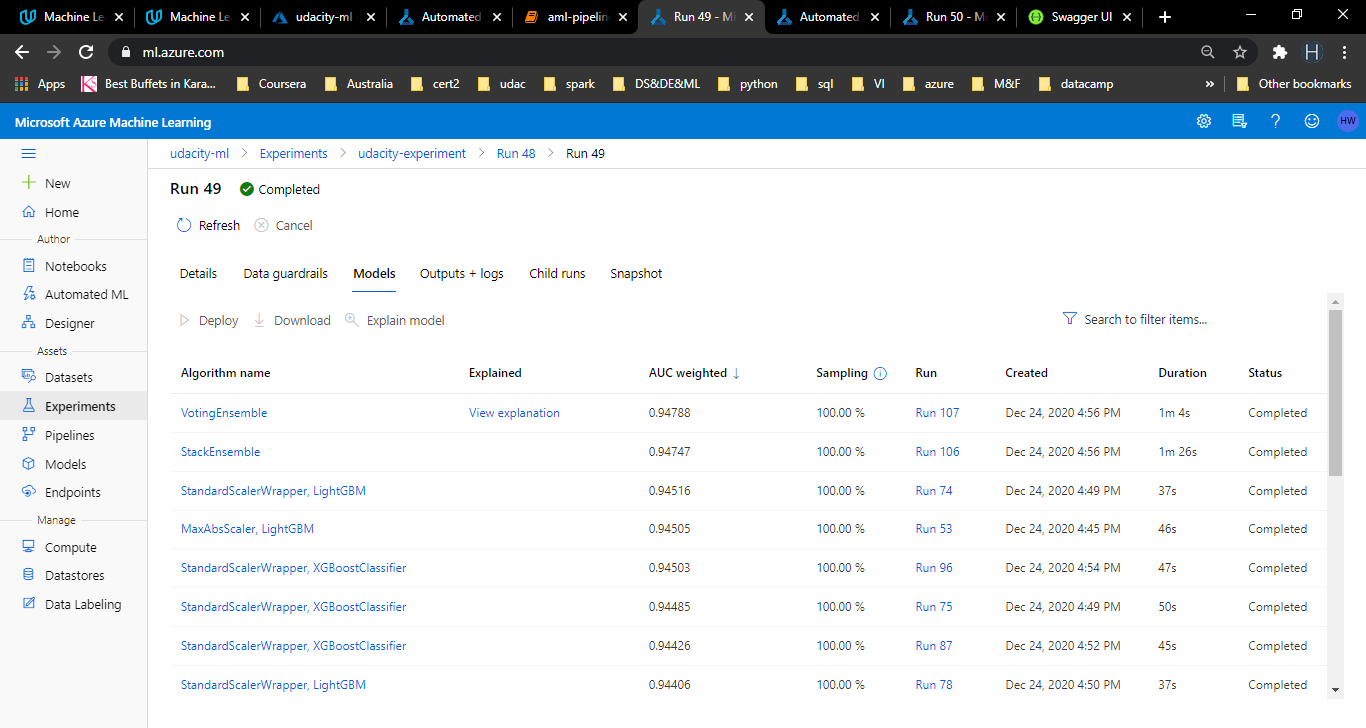 Machine Le Machine Le udacity-ml Automated aml-pipelin Run 49 - Mi Automated Run 50 - Mi Swagger UI
ml.azure.com H
Apps Best Buffets in Kara... Coursera Australia cert2 udac spark DS&DE&ML python sql VI azure M&F datacamp » Other bookmarks
Microsoft Azure Machine Learning HW
udacity-ml > Experiments > udacity-experiment > Run 48 > Run 49
New
Home
Author
Notebooks
Automated ML
Designer
Assets
Datasets
Experiments
Pipelines
Models
Endpoints
Manage
Compute
Datastores
Data Labeling
Run 49 Completed
Refresh Cancel
Details Data guardrails Models Outputs + logs Child runs Snapshot
Deploy Download Explain model Search to filter items...
Algorithm name Explained AUC weighted ↓ Sampling Run Created Duration Status
VotingEnsemble View explanation 0.94788 100.00 % Run 107 Dec 24, 2020 4:56 PM 1m 4s Completed
StackEnsemble 0.94747 100.00 % Run 106 Dec 24, 2020 4:56 PM 1m 26s Completed
StandardScalerWrapper, LightGBM 0.94516 100.00 % Run 74 Dec 24, 2020 4:49 PM 37s Completed
MaxAbsScaler, LightGBM 0.94505 100.00 % Run 53 Dec 24, 2020 4:45 PM 46s Completed
StandardScalerWrapper, XGBoostClassifier 0.94503 100.00 % Run 96 Dec 24, 2020 4:54 PM 47s Completed
StandardScalerWrapper, XGBoostClassifier 0.94485 100.00 % Run 75 Dec 24, 2020 4:49 PM 50s Completed
StandardScalerWrapper, XGBoostClassifier 0.94426 100.00 % Run 87 Dec 24, 2020 4:52 PM 45s Completed
StandardScalerWrapper, LightGBM 0.94406 100.00 % Run 78 Dec 24, 2020 4:50 PM 37s Completed